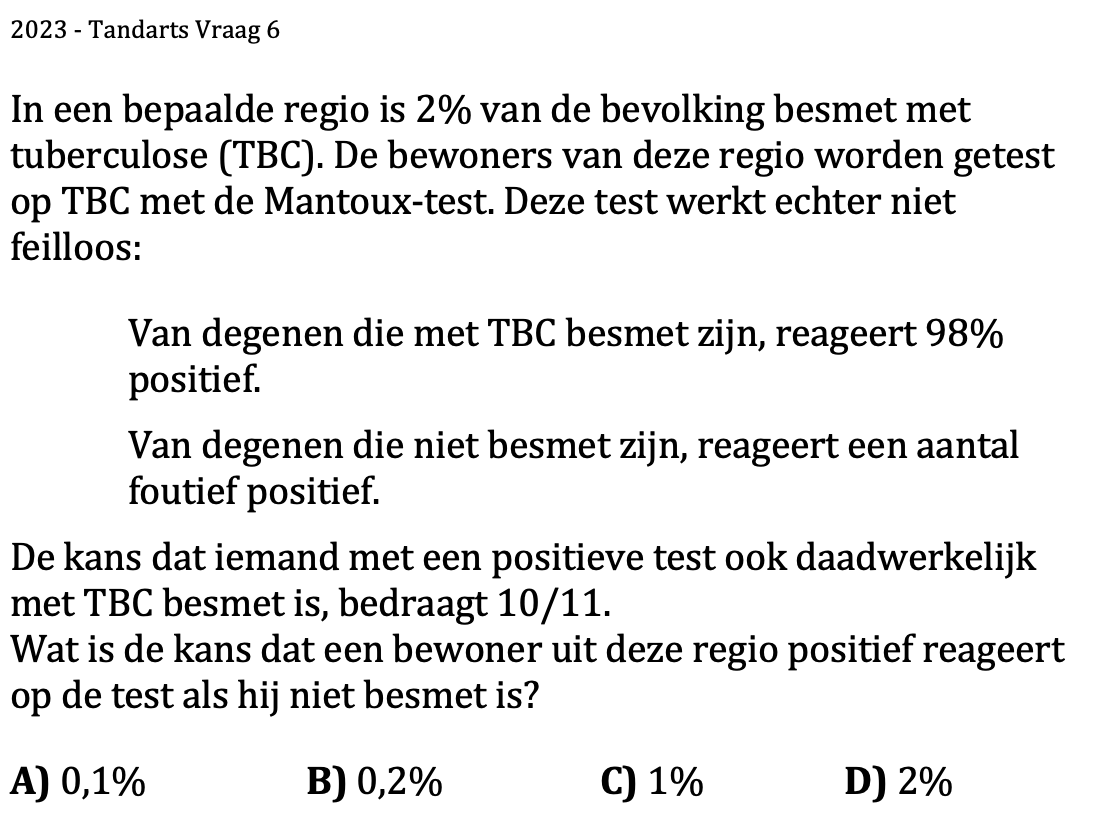 2023 - Tandarts Vraag 6
In een bepaalde regio is 2% van de bevolking besmet met
tuberculose (TBC). De bewoners van deze regio worden getest
op TBC met de Mantoux-test. Deze test werkt echter niet
feilloos:
Van degenen die met TBC besmet zijn, reageert 98%
positief.
Van degenen die niet besmet zijn, reageert een aantal
foutief positief.
De kans dat iemand met een positieve test ook daadwerkelijk
met TBC besmet is, bedraagt 10/11.
Wat is de kans dat een bewoner uit deze regio positief reageert
op de test als hij niet besmet is?
A) 0,1% B) 0,2% C) 1% D) 2%